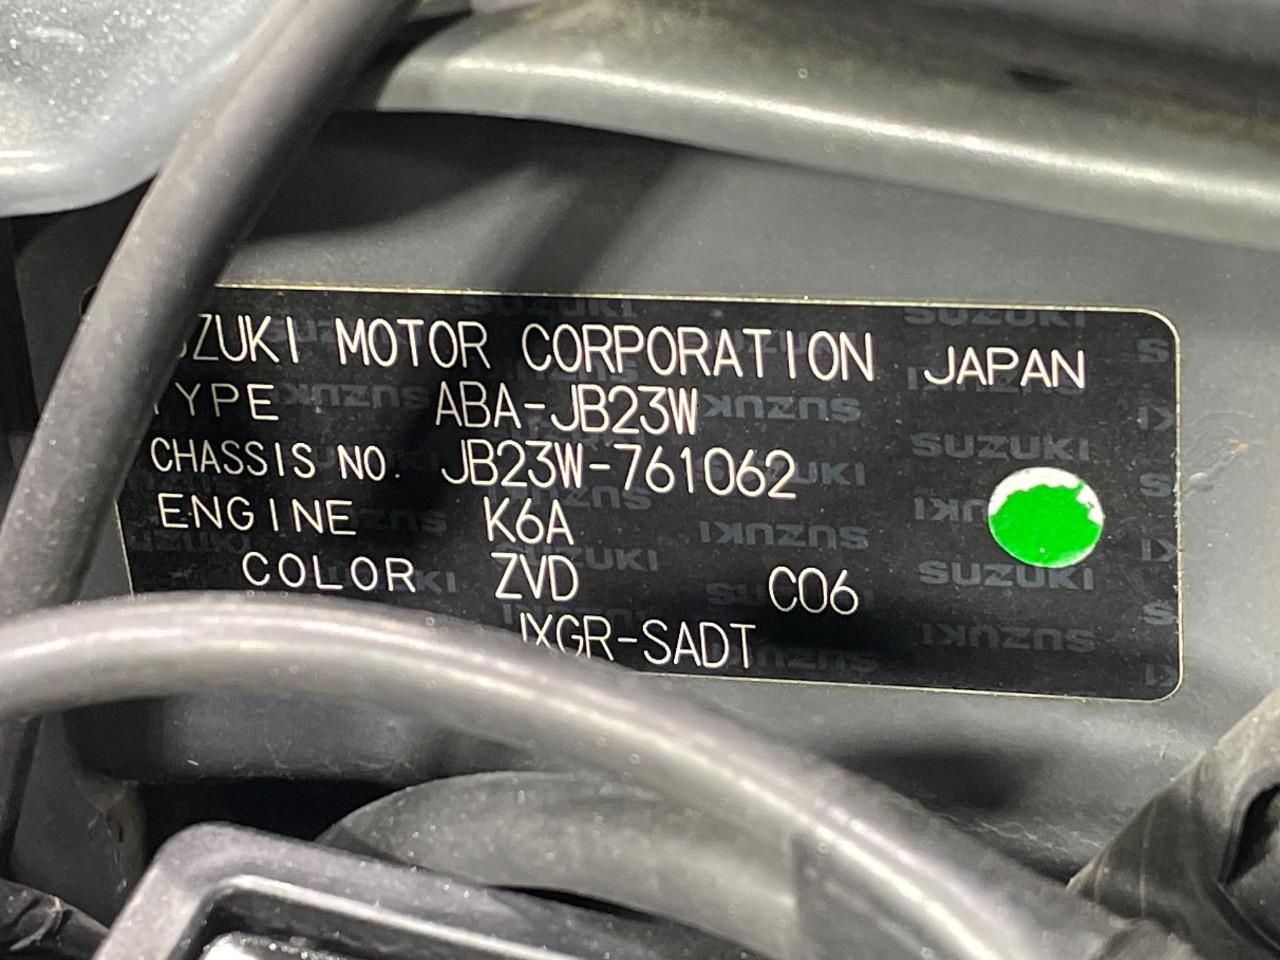 SUZUKI MOTOR CORPORATION JAPAN
TYPE ABA-JB23W
CHASSIS NO. JB23W-761062
ENGINE K6A
COLOR ZVD C06
JXGR-SADT